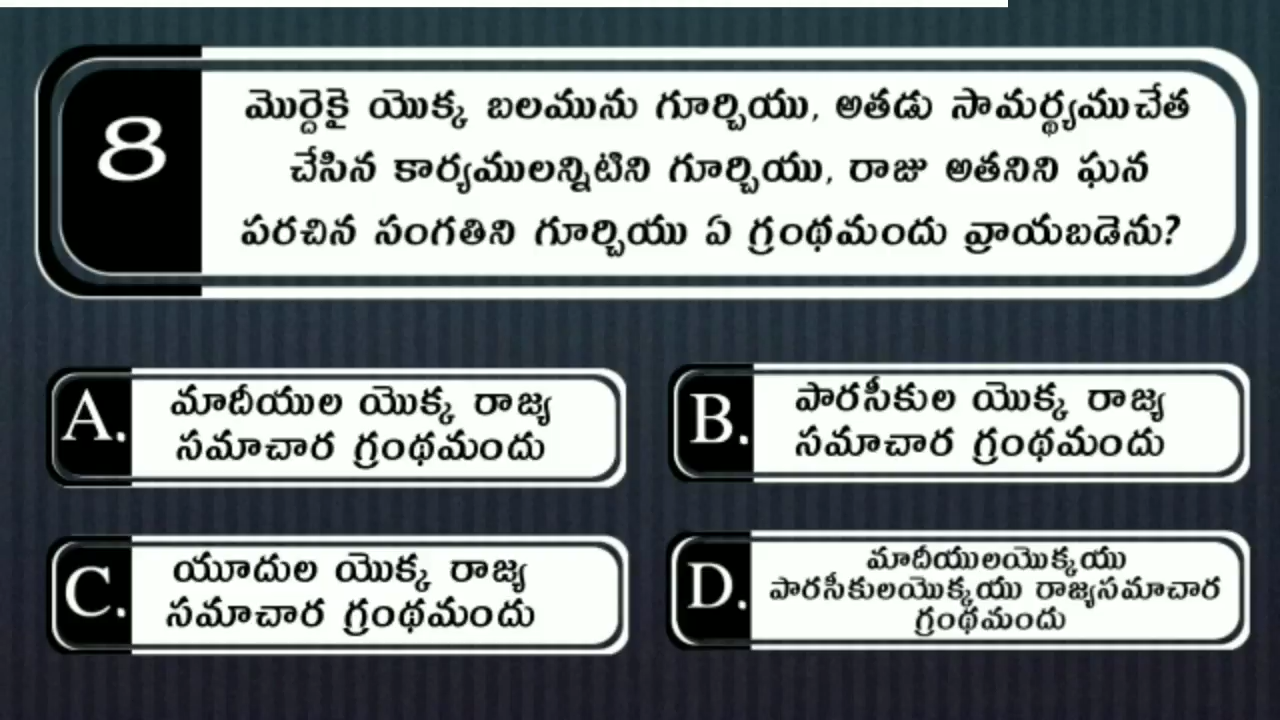 8
మొర్దెకై యొక్క బలమును గూర్చియు, అతడు సామర్థ్యముచేత
చేసిన కార్యములన్నిటిని గూర్చియు, రాజు అతనిని ఘన
పరచిన సంగతిని గూర్చియు ఏ గ్రంథమందు వ్రాయబడెను?
A.
మాదీయుల యొక్క రాజ్య
సమాచార గ్రంథమందు
B.
పారసీకుల యొక్క రాజ్య
సమాచార గ్రంథమందు
C.
యూదుల యొక్క రాజ్య
సమాచార గ్రంథమందు
D.
మాదీయులయొక్కయు
పారసీకులయొక్కయు రాజ్యసమాచార
గ్రంథమందు